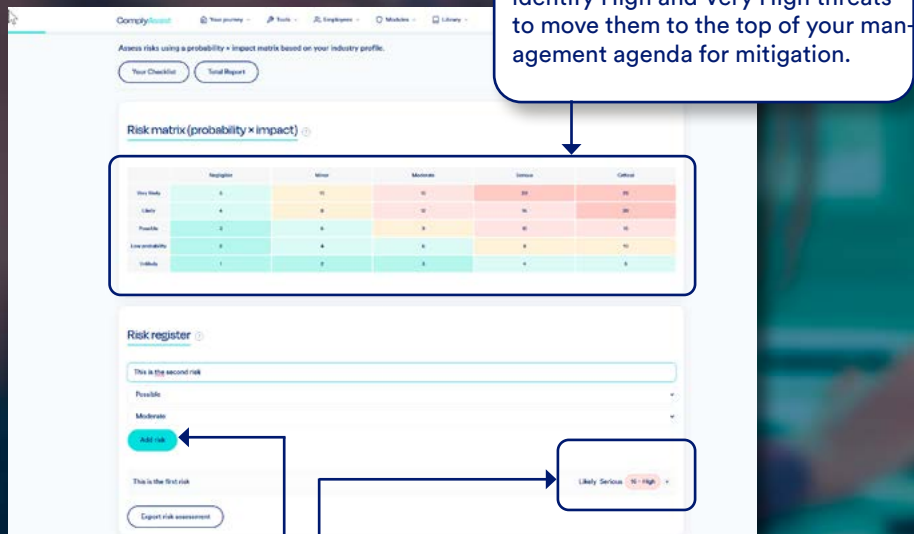 identify High and Very High threats
to move them to the top of your man-
agement agenda for mitigation.
ComplyAssist Your journey Tools Employees Modules Library
Assess risks using a probability × impact matrix based on your industry profile.
Your Checklist Total Report
Risk matrix (probability × impact)
Negligible Minor Moderate Serious Critical
Very likely 5 10 15 20 25
Likely 4 8 12 16 20
Possible 3 6 9
Low probability 4 6 8 10
Unlikely 1 2 3 4 5
Risk register
This is the second risk
Possible
Moderate
Add risk
This is the first risk Likely Serious 16 - High
Export risk assessment